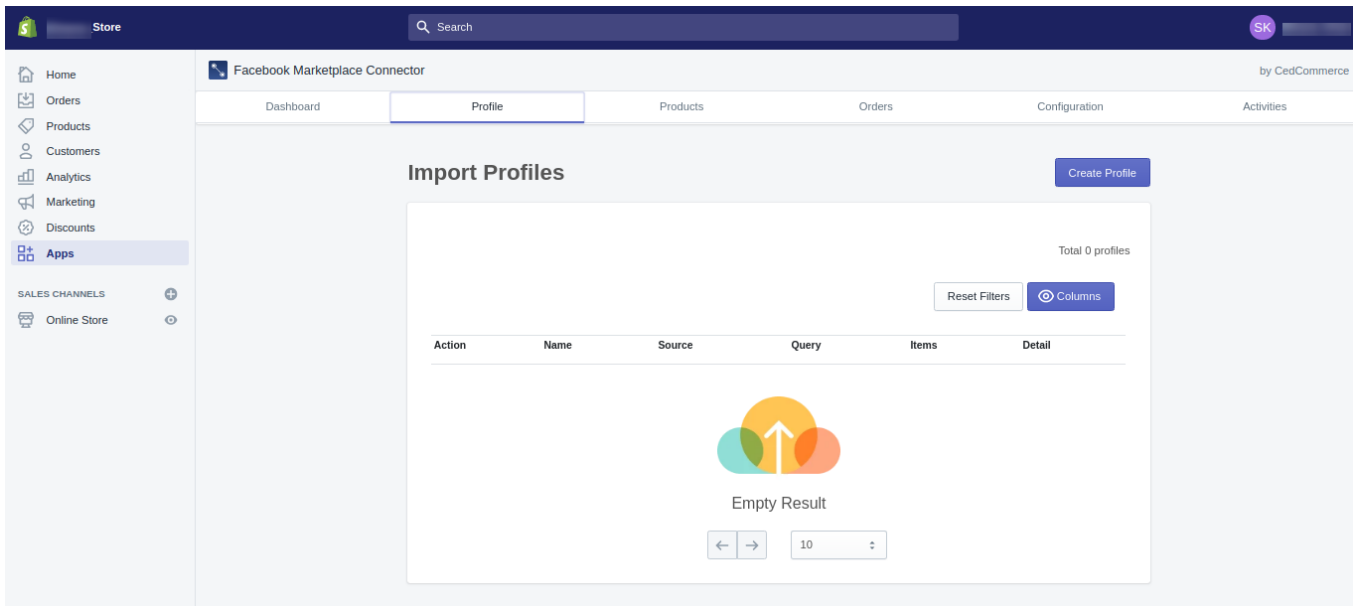 Store
Search
SK
Home
Orders
Products
Customers
Analytics
Marketing
Discounts
Apps
SALES CHANNELS
Online Store
Facebook Marketplace Connector
by CedCommerce
Dashboard
Profile
Products
Orders
Configuration
Activities
Import Profiles
Create Profile
Total 0 profiles
Reset Filters
Columns
Action Name Source Query Items Detail
Empty Result
10